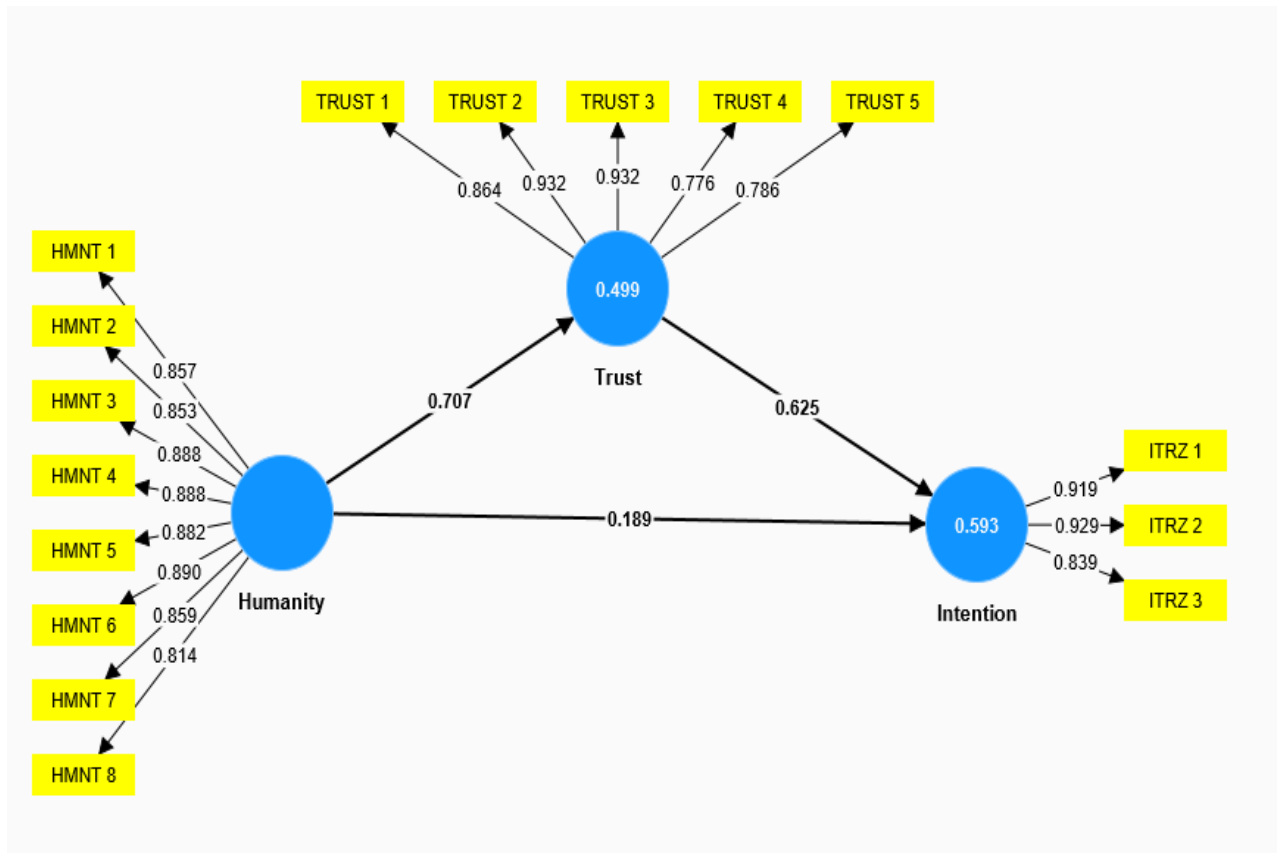 TRUST 1
TRUST 2
TRUST 3
TRUST 4
TRUST 5
0.864
0.932
0.932
0.776
0.786
0.499
Trust
HMNT 1
HMNT 2
HMNT 3
HMNT 4
HMNT 5
HMNT 6
HMNT 7
HMNT 8
0.857
0.853
0.888
0.888
0.882
0.890
0.859
0.814
Humanity
0.707
0.625
0.189
0.593
Intention
0.919
0.929
0.839
ITRZ 1
ITRZ 2
ITRZ 3